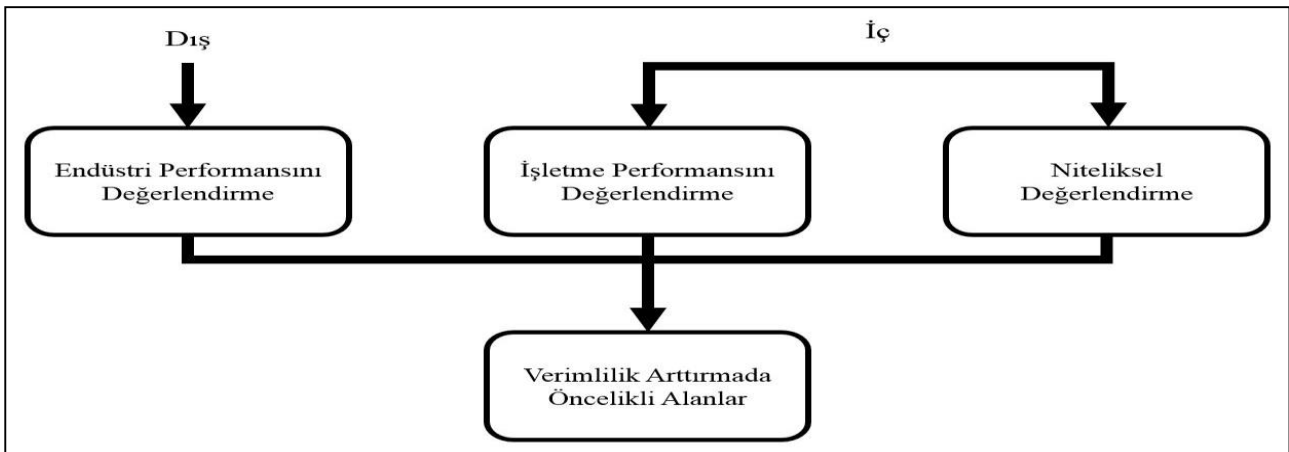 Dış
İç
Endüstri Performansını
Değerlendirme
İşletme Performansını
Değerlendirme
Niteliksel
Değerlendirme
Verimlilik Arttırmada
Öncelikli Alanlar